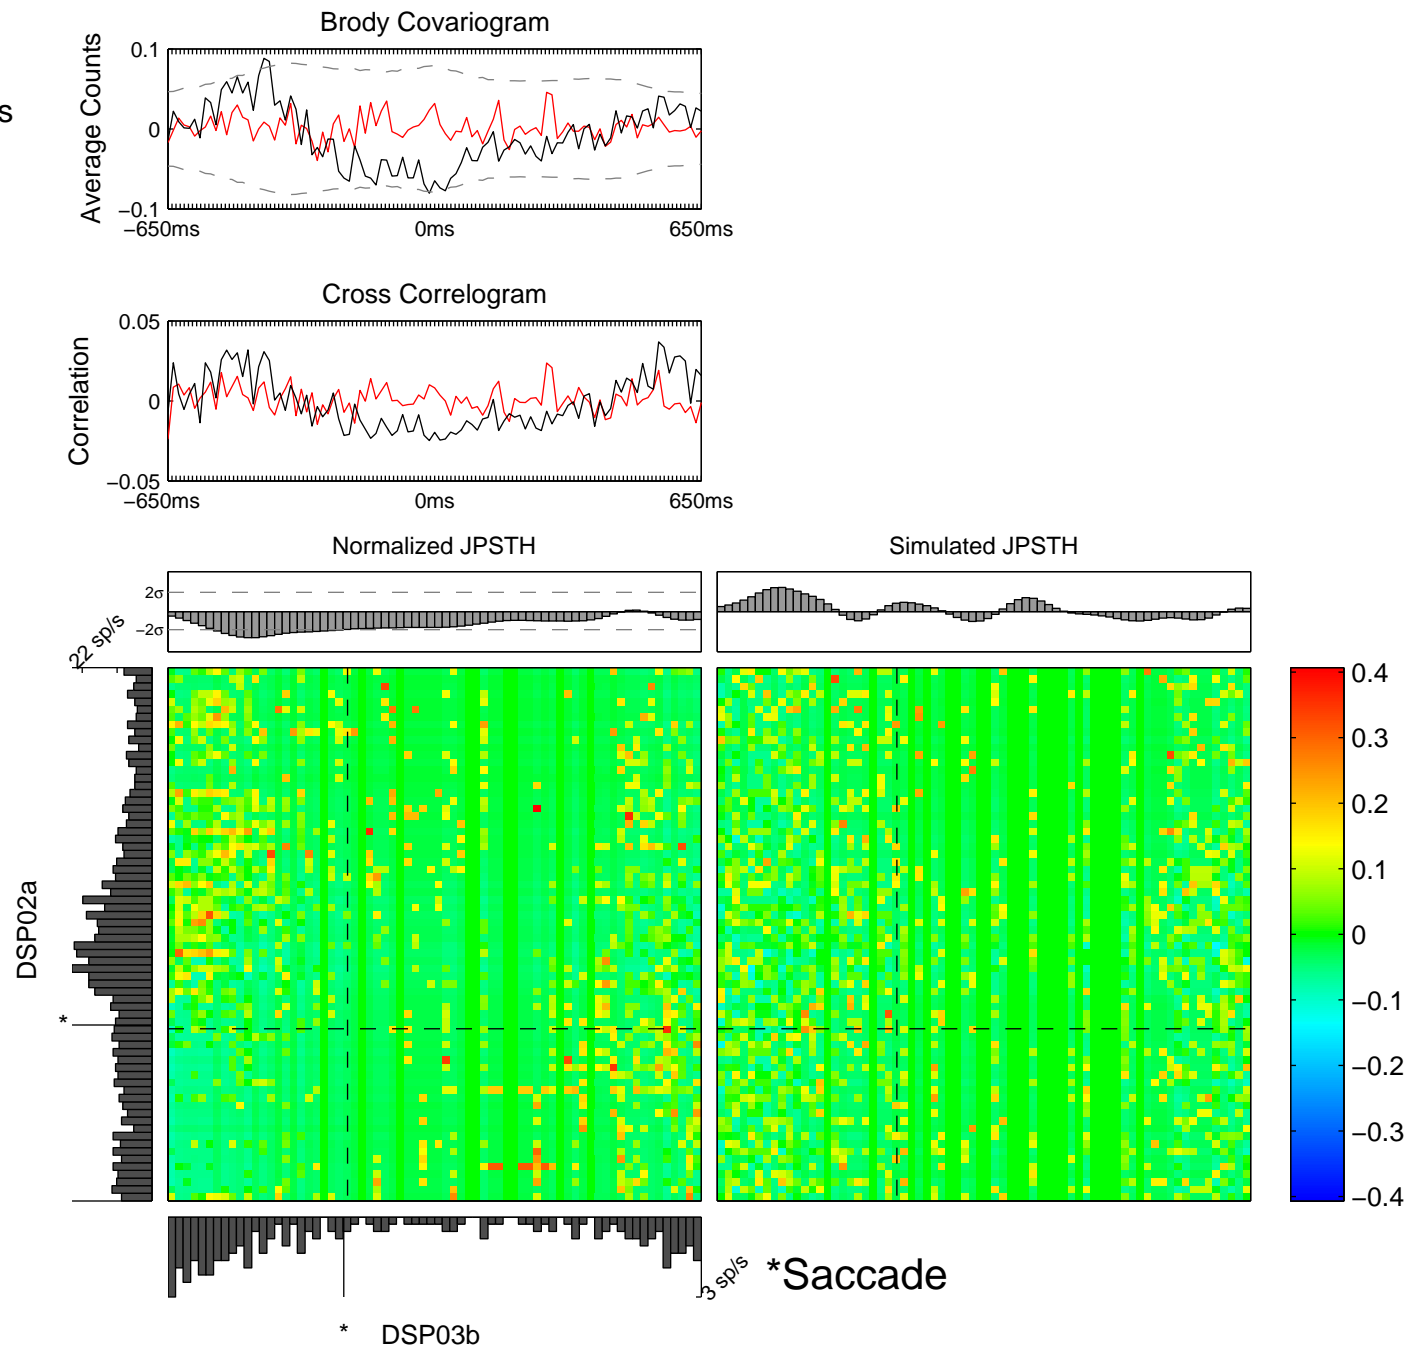 Brody Covariogram
s
Average Counts
0.1
0
−0.1
−650ms 0ms 650ms
Cross Correlogram
Correlation
0.05
0
−0.05
−650ms 0ms 650ms
Normalized JPSTH
Simulated JPSTH
2σ
−2σ
22 sp/s
DSP02a
*
0.4
0.3
0.2
0.1
0
−0.1
−0.2
−0.3
−0.4
3 sp/s
*Saccade
* DSP03b